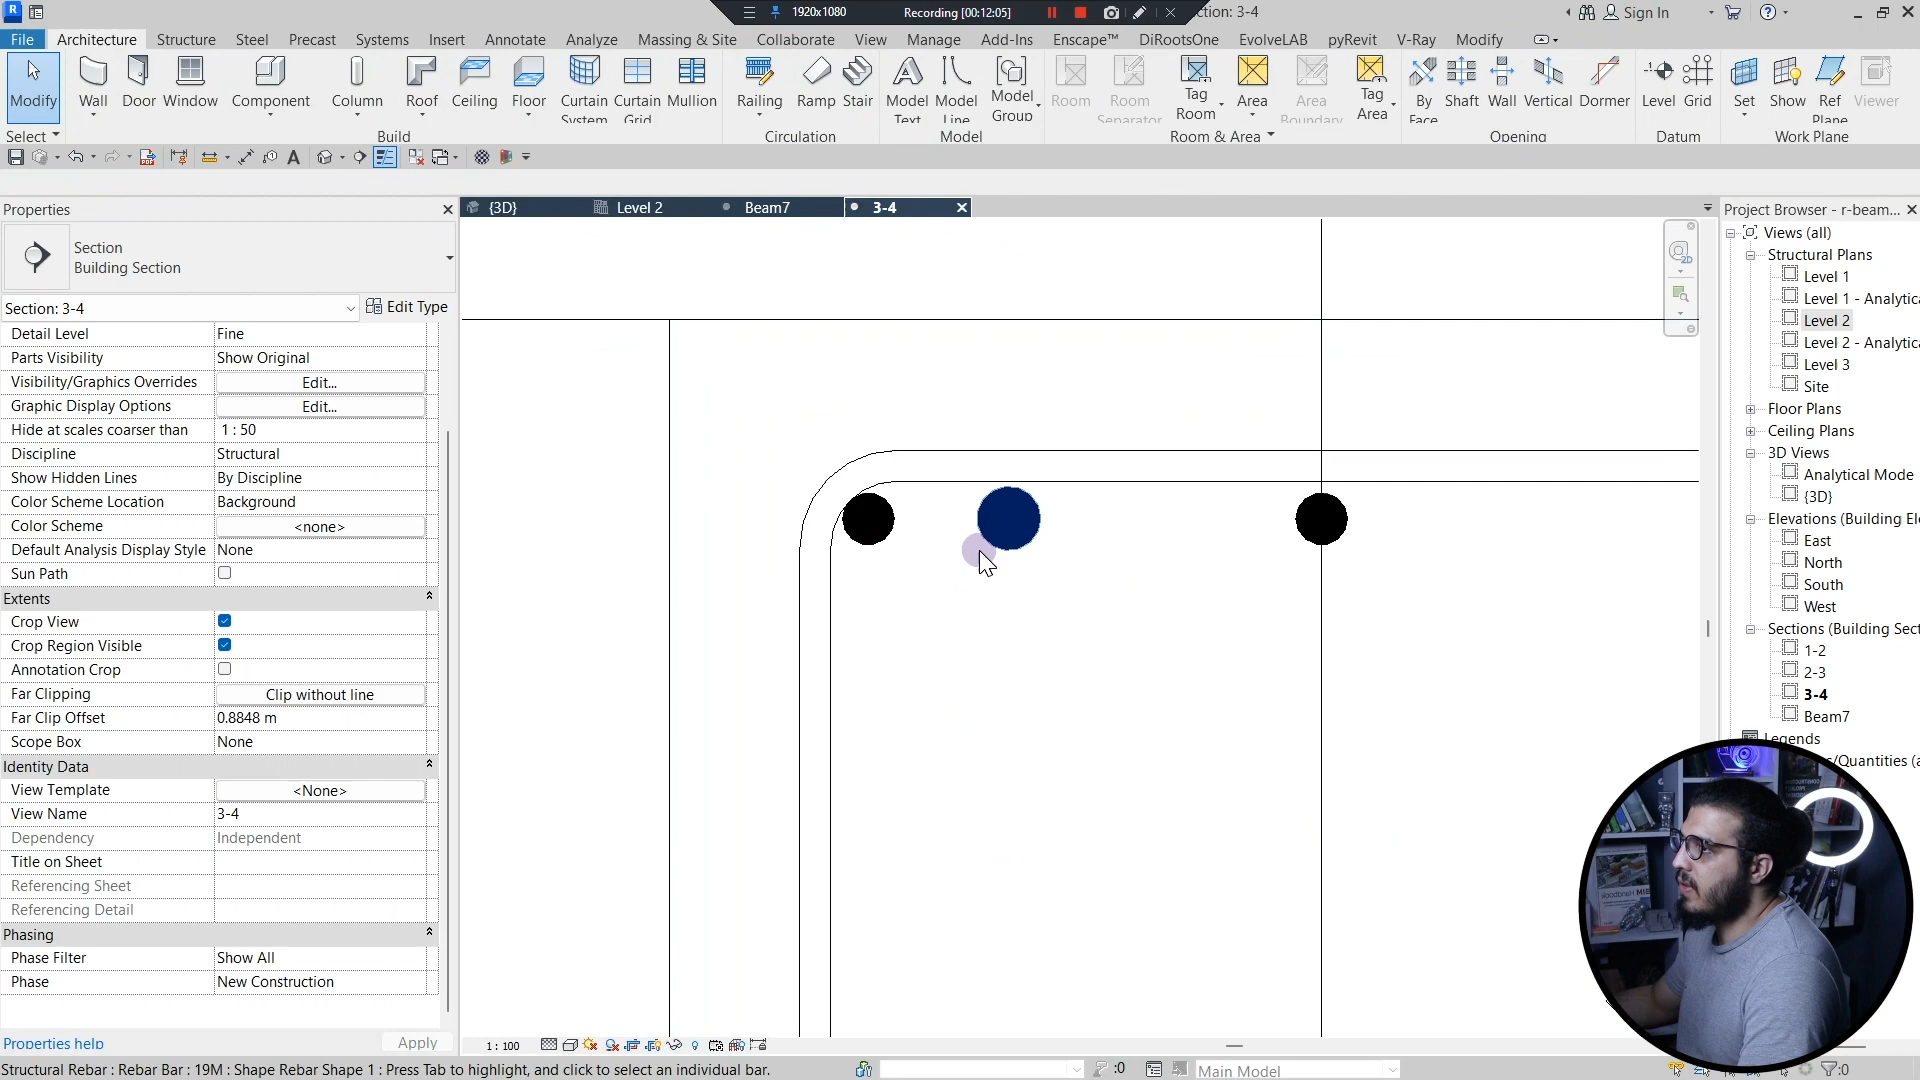 1920x1080
Recording [00:12:05]
ction: 3-4
Sign In
File Architecture Structure Steel Precast Systems Insert Annotate Analyze Massing & Site Collaborate View Manage Add-Ins Enscape™ DiRootsOne EvolveLAB pyRevit V-Ray Modify
Modify Wall Door Window Component Column Roof Ceiling Floor Curtain System Curtain Grid Mullion Railing Ramp Stair Model Text Model Line Model Group Room Room Separator Tag Room Area Area Boundary Tag Area By Face Shaft Wall Vertical Dormer Level Grid Set Show Ref Plane Viewer
Select Build Circulation Model Room & Area Opening Datum Work Plane
Properties
{3D} Level 2 Beam7 3-4
Section
Building Section
Section: 3-4
Edit Type
Detail Level Fine
Parts Visibility Show Original
Visibility/Graphics Overrides Edit...
Graphic Display Options Edit...
Hide at scales coarser than 1 : 50
Discipline Structural
Show Hidden Lines By Discipline
Color Scheme Location Background
Color Scheme <none>
Default Analysis Display Style None
Sun Path
Extents
Crop View
Crop Region Visible
Annotation Crop
Far Clipping Clip without line
Far Clip Offset 0.8848 m
Scope Box None
Identity Data
View Template <None>
View Name 3-4
Dependency Independent
Title on Sheet
Referencing Sheet
Referencing Detail
Phasing
Phase Filter Show All
Phase New Construction
Properties help
Apply
2D
Project Browser - r-beam...
Views (all)
Structural Plans
Level 1
Level 1 - Analytica
Level 2
Level 2 - Analytica
Level 3
Site
Floor Plans
Ceiling Plans
3D Views
Analytical Mode
{3D}
Elevations (Building El
East
North
South
West
Sections (Building Sect
1-2
2-3
3-4
Beam7
Legends
s/Quantities (a
1 : 100
Structural Rebar : Rebar Bar : 19M : Shape Rebar Shape 1 : Press Tab to highlight, and click to select an individual bar.
:0
Main Model
:0